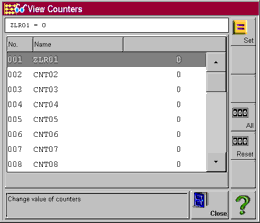 View Counters
ZLR01 = 0
Set
No. Name
001 ZLR01 0
002 CNT02 0
003 CNT03 0
004 CNT04 0
005 CNT05 0
006 CNT06 0
007 CNT07 0
008 CNT08 0
000
All
000
Reset
Change value of counters
Close
?